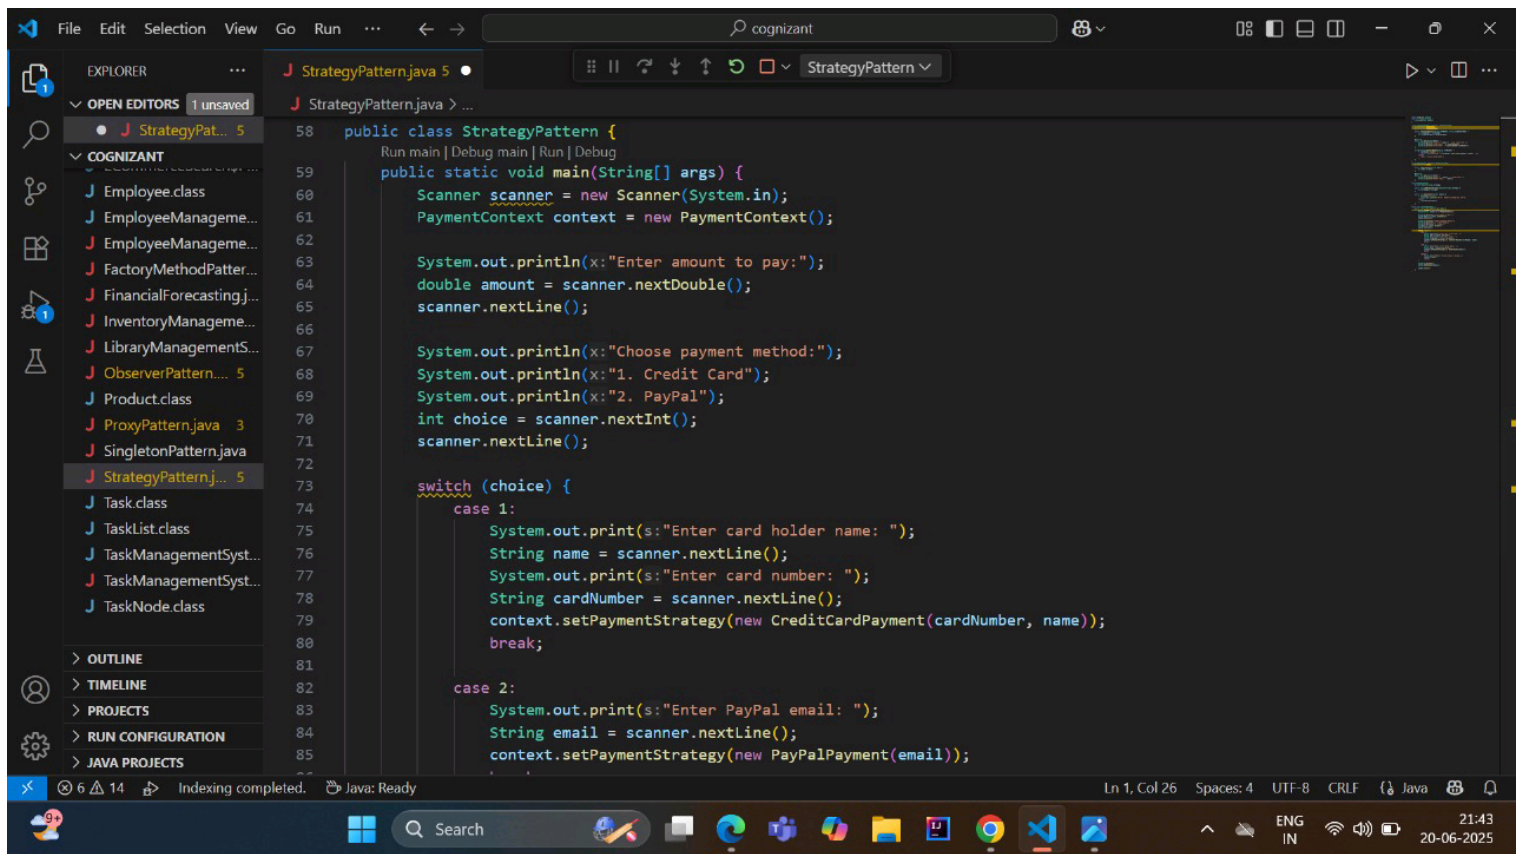 File Edit Selection View Go Run ···
cognizant
EXPLORER
StrategyPattern.java 5
StrategyPattern
OPEN EDITORS 1 unsaved
StrategyPattern.java > ...
StrategyPat... 5
COGNIZANT
Employee.class
EmployeeManageme...
EmployeeManageme...
FactoryMethodPatter...
FinancialForecasting.j...
InventoryManageme...
LibraryManagementS...
ObserverPattern.... 5
Product.class
ProxyPattern.java 3
SingletonPattern.java
StrategyPattern.j... 5
Task.class
TaskList.class
TaskManagementSyst...
TaskManagementSyst...
TaskNode.class
OUTLINE
TIMELINE
PROJECTS
RUN CONFIGURATION
JAVA PROJECTS
58 public class StrategyPattern {
Run main | Debug main | Run | Debug
59 public static void main(String[] args) {
60 Scanner scanner = new Scanner(System.in);
61 PaymentContext context = new PaymentContext();
62
63 System.out.println(x:"Enter amount to pay:");
64 double amount = scanner.nextDouble();
65 scanner.nextLine();
66
67 System.out.println(x:"Choose payment method:");
68 System.out.println(x:"1. Credit Card");
69 System.out.println(x:"2. PayPal");
70 int choice = scanner.nextInt();
71 scanner.nextLine();
72
73 switch (choice) {
74 case 1:
75 System.out.print(s:"Enter card holder name: ");
76 String name = scanner.nextLine();
77 System.out.print(s:"Enter card number: ");
78 String cardNumber = scanner.nextLine();
79 context.setPaymentStrategy(new CreditCardPayment(cardNumber, name));
80 break;
81
82 case 2:
83 System.out.print(s:"Enter PayPal email: ");
84 String email = scanner.nextLine();
85 context.setPaymentStrategy(new PayPalPayment(email));
6 14 Indexing completed. Java: Ready
Ln 1, Col 26 Spaces: 4 UTF-8 CRLF Java
9+
Search
ENG
IN
21:43
20-06-2025